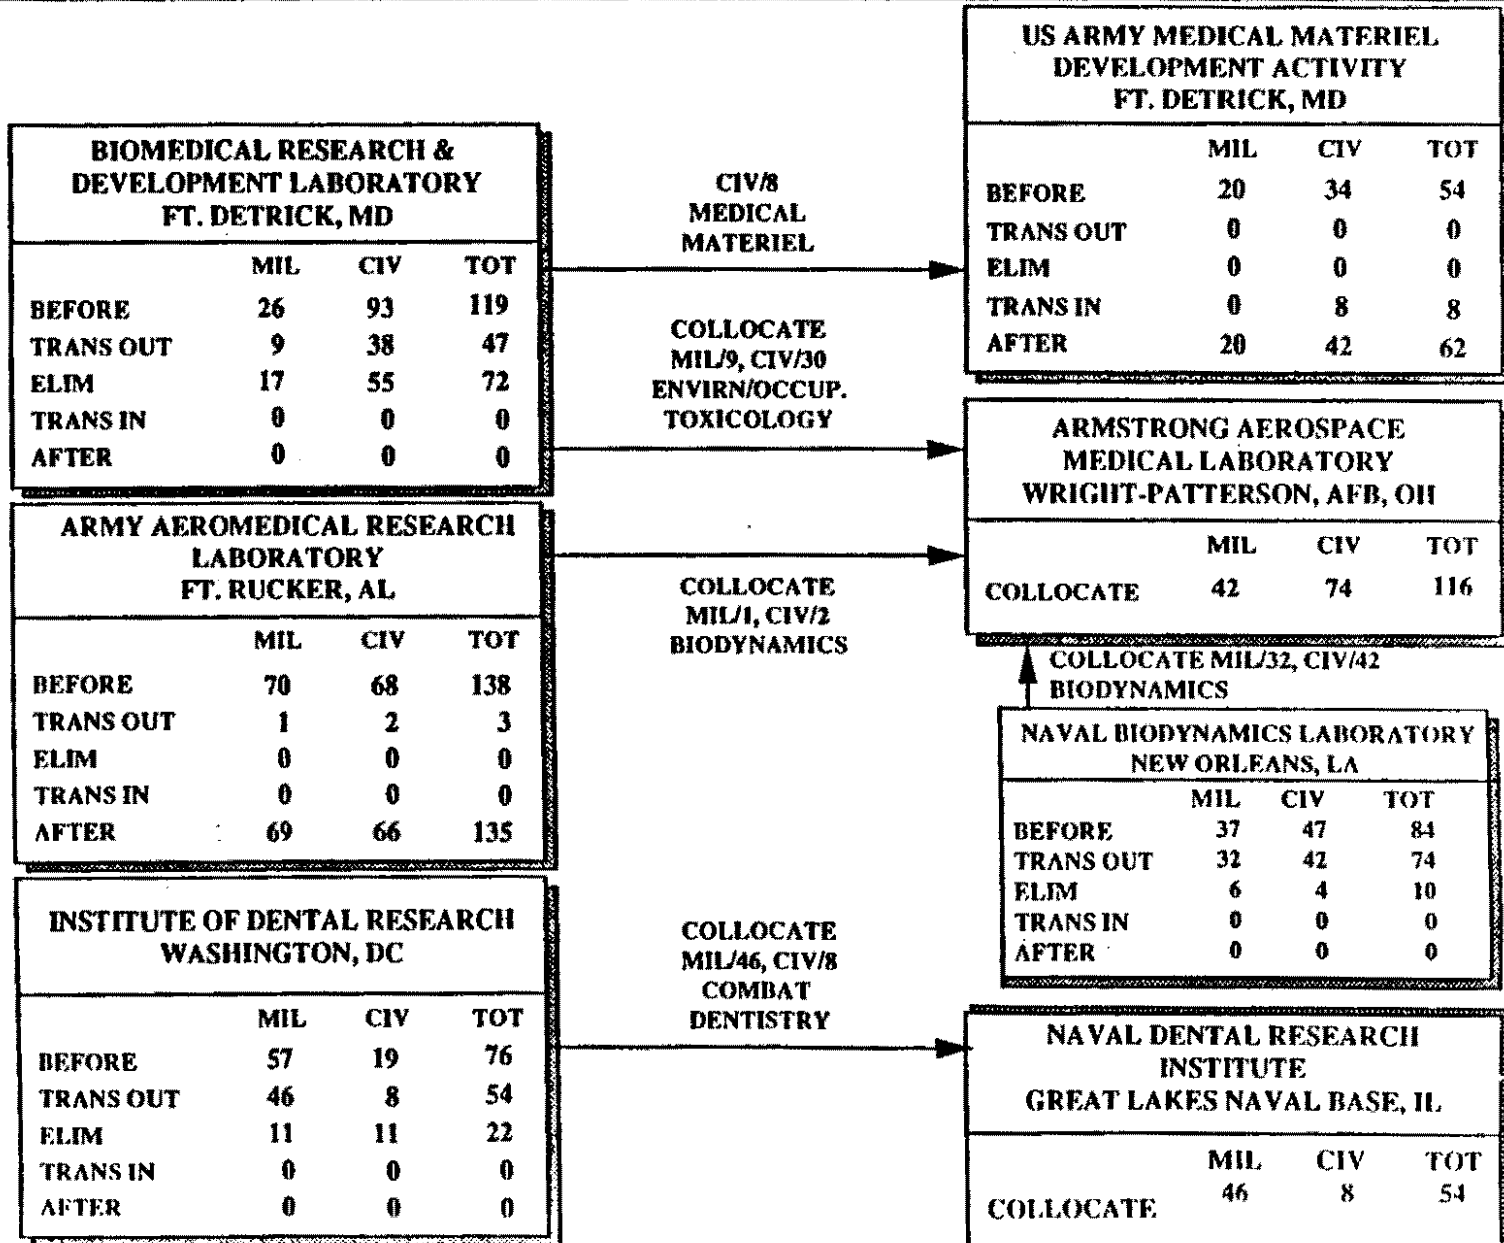 BIOMEDICAL RESEARCH &
DEVELOPMENT LABORATORY
FT. DETRICK, MD
MIL CIV TOT
BEFORE 26 93 119
TRANS OUT 9 38 47
ELIM 17 55 72
TRANS IN 0 0 0
AFTER 0 0 0
CIV/8
MEDICAL
MATERIEL
US ARMY MEDICAL MATERIEL
DEVELOPMENT ACTIVITY
FT. DETRICK, MD
MIL CIV TOT
BEFORE 20 34 54
TRANS OUT 0 0 0
ELIM 0 0 0
TRANS IN 0 8 8
AFTER 20 42 62
COLLOCATE
MIL/9, CIV/30
ENVIRN/OCCUP.
TOXICOLOGY
ARMSTRONG AEROSPACE
MEDICAL LABORATORY
WRIGHT-PATTERSON, AFB, OH
MIL CIV TOT
COLLOCATE 42 74 116
ARMY AEROMEDICAL RESEARCH
LABORATORY
FT. RUCKER, AL
MIL CIV TOT
BEFORE 70 68 138
TRANS OUT 1 2 3
ELIM 0 0 0
TRANS IN 0 0 0
AFTER 69 66 135
COLLOCATE
MIL/1, CIV/2
BIODYNAMICS
COLLOCATE MIL/32, CIV/42
BIODYNAMICS
NAVAL BIODYNAMICS LABORATORY
NEW ORLEANS, LA
MIL CIV TOT
BEFORE 37 47 84
TRANS OUT 32 42 74
ELIM 6 4 10
TRANS IN 0 0 0
AFTER 0 0 0
INSTITUTE OF DENTAL RESEARCH
WASHINGTON, DC
MIL CIV TOT
BEFORE 57 19 76
TRANS OUT 46 8 54
ELIM 11 11 22
TRANS IN 0 0 0
AFTER 0 0 0
COLLOCATE
MIL/46, CIV/8
COMBAT
DENTISTRY
NAVAL DENTAL RESEARCH
INSTITUTE
GREAT LAKES NAVAL BASE, IL
MIL CIV TOT
COLLOCATE 46 8 54